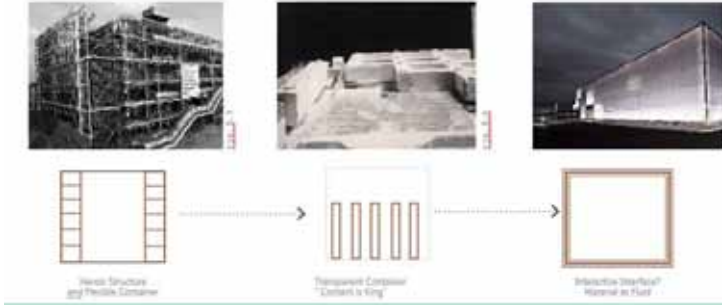 Heroic Structure
and Flexible Container
Transparent Container
"Content is King"
Interactive Interface?
Material as Fluid